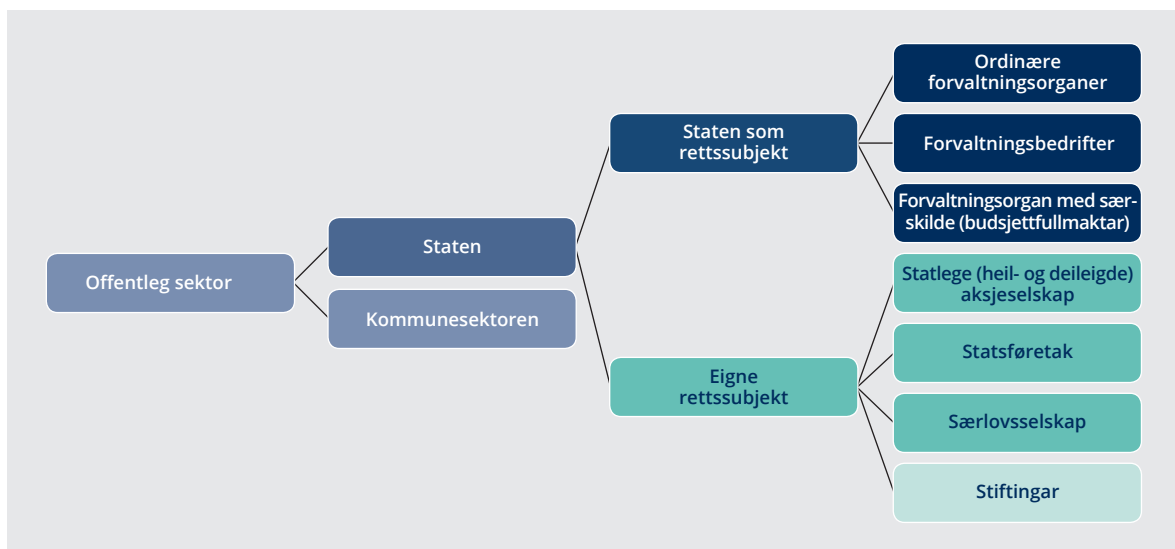 Offentleg sektor
Staten
Kommunesektoren
Staten som
rettssubjekt
Eigne
rettssubjekt
Ordinære
forvaltningsorganer
Forvaltningsbedrifter
Forvaltningsorgan med sær-
skilde (budsjettfullmaktar)
Statlege (heil- og deileigde)
aksjeselskap
Statsføretak
Særlovsselskap
Stiftingar